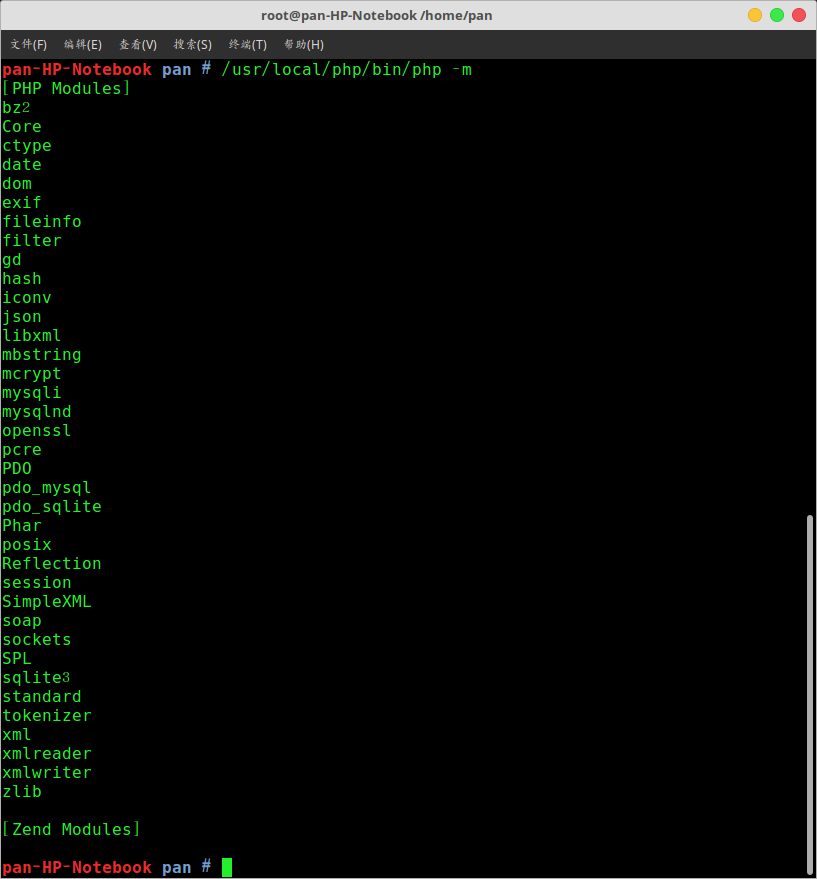 root@pan-HP-Notebook/home/pan
文件(F) 编辑(E) 查看(V) 搜索(S) 终端(T) 帮助(H)
pan-HP-Notebook pan # /usr/local/php/bin/php -m
[PHP Modules]
bz2
Core
ctype
date
dom
exif
fileinfo
filter
gd
hash
iconv
json
libxml
mbstring
mcrypt
mysqli
mysqlnd
openssl
pcre
PDO
pdo_mysql
pdo_sqlite
Phar
posix
Reflection
session
SimpleXML
soap
sockets
SPL
sqlite3
standard
tokenizer
xml
xmlreader
xmlwriter
zlib
[Zend Modules]
pan-HP-Notebook pan #